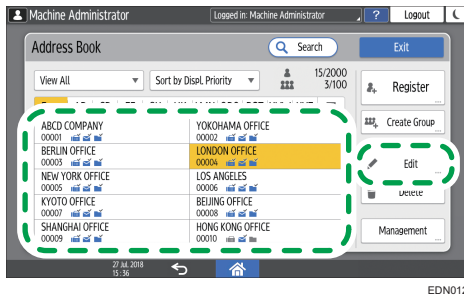 Machine Administrator
Logged in: Machine Administrator
?
Logout
Address Book
Search
Exit
View All
Sort by Displ. Priority
15/2000
3/100
Register
ABCD COMPANY
00001
YOKOHAMA OFFICE
00002
Create Group
BERLIN OFFICE
00003
LONDON OFFICE
00004
Edit
NEW YORK OFFICE
00005
LOS ANGELES
00006
Delete
KYOTO OFFICE
00007
BEIJING OFFICE
00008
SHANGHAI OFFICE
00009
HONG KONG OFFICE
00010
Management
27 Jul. 2018
15:36
EDN012